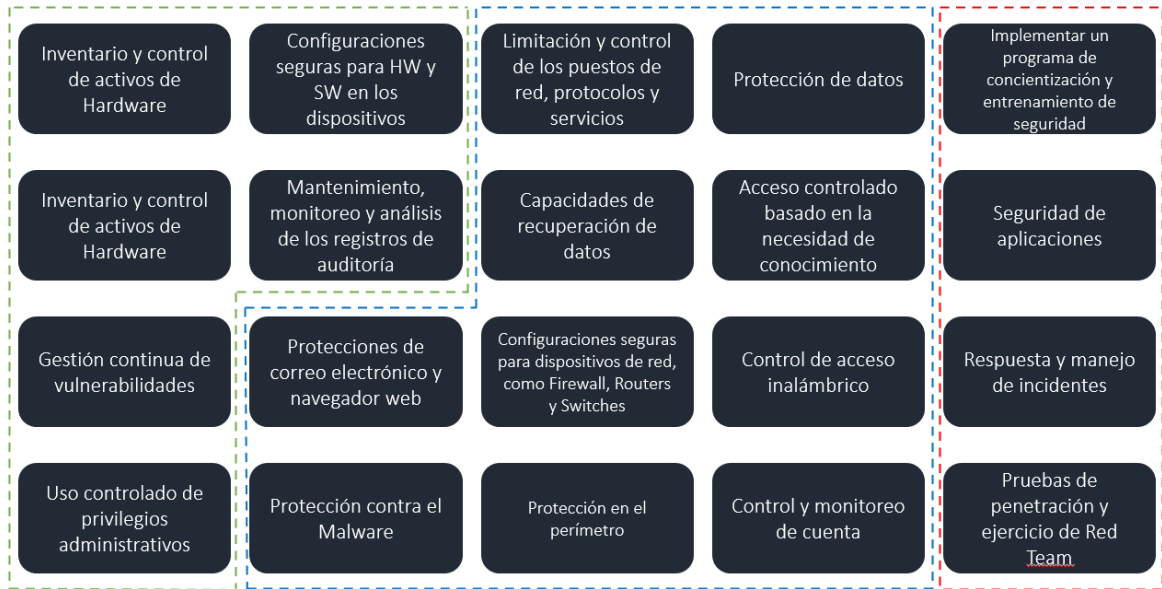 Inventario y control
de activos de
Hardware
Configuraciones
seguras para HW y
SW en los
dispositivos
Limitación y control
de los puestos de
red, protocolos y
servicios
Protección de datos
Implementar un
programa de
concientización y
entrenamiento de
seguridad
Inventario y control
de activos de
Hardware
Mantenimiento,
monitoreo y análisis
de los registros de
auditoría
Capacidades de
recuperación de
datos
Acceso controlado
basado en la
necesidad de
conocimiento
Seguridad de
aplicaciones
Gestión continua de
vulnerabilidades
Protecciones de
correo electrónico y
navegador web
Configuraciones seguras
para dispositivos de red,
como Firewall, Routers
y Switches
Control de acceso
inalámbrico
Respuesta y manejo
de incidentes
Uso controlado de
privilegios
administrativos
Protección contra el
Malware
Protección en el
perímetro
Control y monitoreo
de cuenta
Pruebas de
penetración y
ejercicio de Red
Team